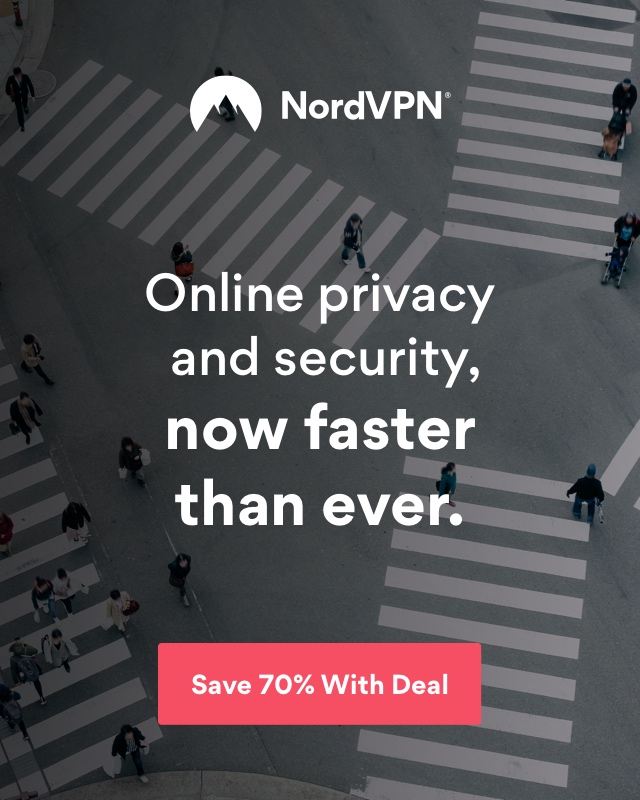 NordVPN®
Online privacy
and security,
now faster
than ever.
Save 70% With Deal